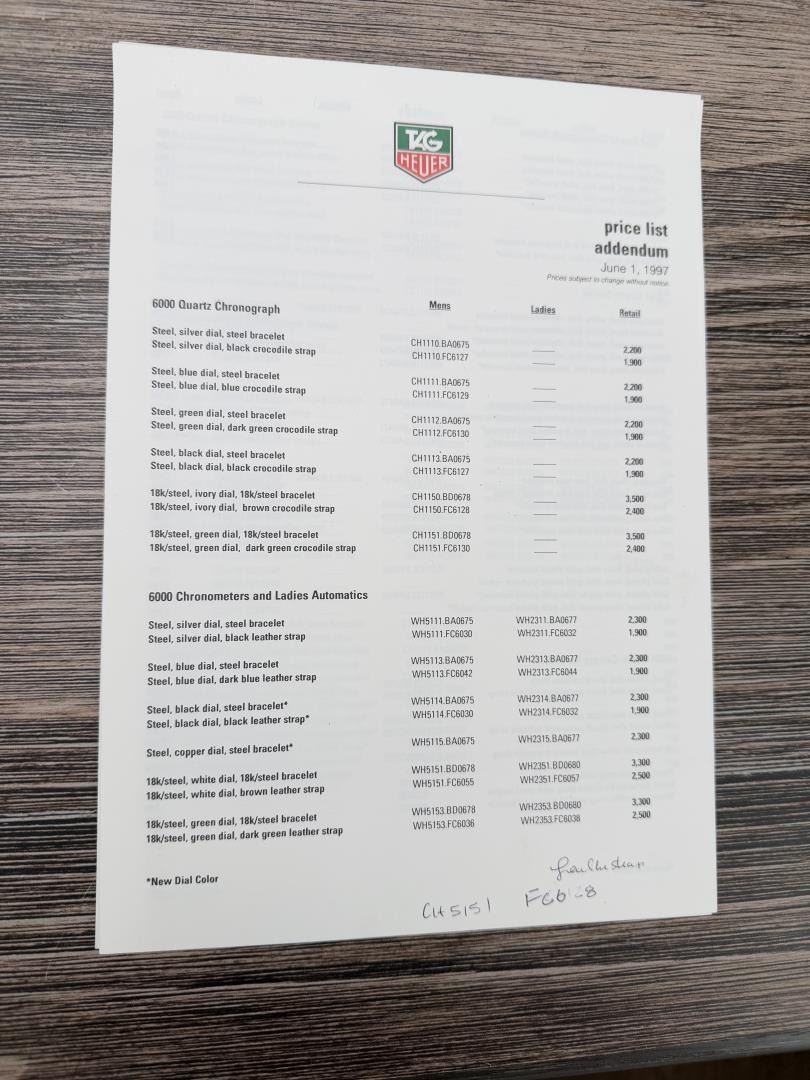 TAG
HEUER
price list
addendum
June 1, 1997
Prices subject to change without notice
6000 Quartz Chronograph Mens Ladies Retail
Steel, silver dial, steel bracelet CH1110.BA0675 ____ 2,200
Steel, silver dial, black crocodile strap CH1110.FC6127 ____ 1,900
Steel, blue dial, steel bracelet CH1111.BA0675 ____ 2,200
Steel, blue dial, blue crocodile strap CH1111.FC6129 ____ 1,900
Steel, green dial, steel bracelet CH1112.BA0675 ____ 2,200
Steel, green dial, dark green crocodile strap CH1112.FC6130 ____ 1,900
Steel, black dial, steel bracelet CH1113.BA0675 ____ 2,200
Steel, black dial, black crocodile strap CH1113.FC6127 ____ 1,900
18k/steel, ivory dial, 18k/steel bracelet CH1150.BD0678 ____ 3,500
18k/steel, ivory dial, brown crocodile strap CH1150.FC6128 ____ 2,400
18k/steel, green dial, 18k/steel bracelet CH1151.BD0678 ____ 3,500
18k/steel, green dial, dark green crocodile strap CH1151.FC6130 ____ 2,400
6000 Chronometers and Ladies Automatics
Steel, silver dial, steel bracelet WH5111.BA0675 WH2311.BA0677 2,300
Steel, silver dial, black leather strap WH5111.FC6030 WH2311.FC6032 1,900
Steel, blue dial, steel bracelet WH5113.BA0675 WH2313.BA0677 2,300
Steel, blue dial, dark blue leather strap WH5113.FC6042 WH2313.FC6044 1,900
Steel, black dial, steel bracelet* WH5114.BA0675 WH2314.BA0677 2,300
Steel, black dial, black leather strap* WH5114.FC6030 WH2314.FC6032 1,900
Steel, copper dial, steel bracelet* WH5115.BA0675 WH2315.BA0677 2,300
18k/steel, white dial, 18k/steel bracelet WH5151.BD0678 WH2351.BD0680 3,300
18k/steel, white dial, brown leather strap WH5151.FC6055 WH2351.FC6057 2,500
18k/steel, green dial, 18k/steel bracelet WH5153.BD0678 WH2353.BD0680 3,300
18k/steel, green dial, dark green leather strap WH5153.FC6036 WH2353.FC6038 2,500
*New Dial Color
CH5151 FC6128